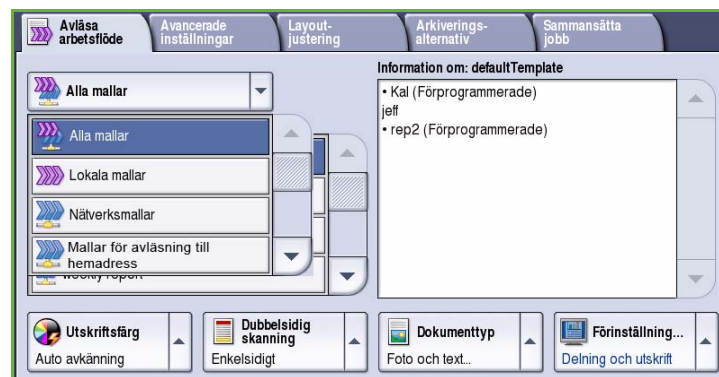 Avläsa
arbetsflöde
Avancerade
inställningar
Layout-
justering
Arkiverings-
alternativ
Sammansätta
jobb
Alla mallar
Alla mallar
Lokala mallar
Nätverksmallar
Mallar för avläsning till
hemadress
weekly report
Information om: defaultTemplate
• Kal (Förprogrammerade)
jeff
• rep2 (Förprogrammerade)
Utskriftsfärg
Auto avkänning
Dubbelsidig
skanning
Enkelsidigt
Dokumenttyp
Foto och text...
Förinställning...
Delning och utskrift